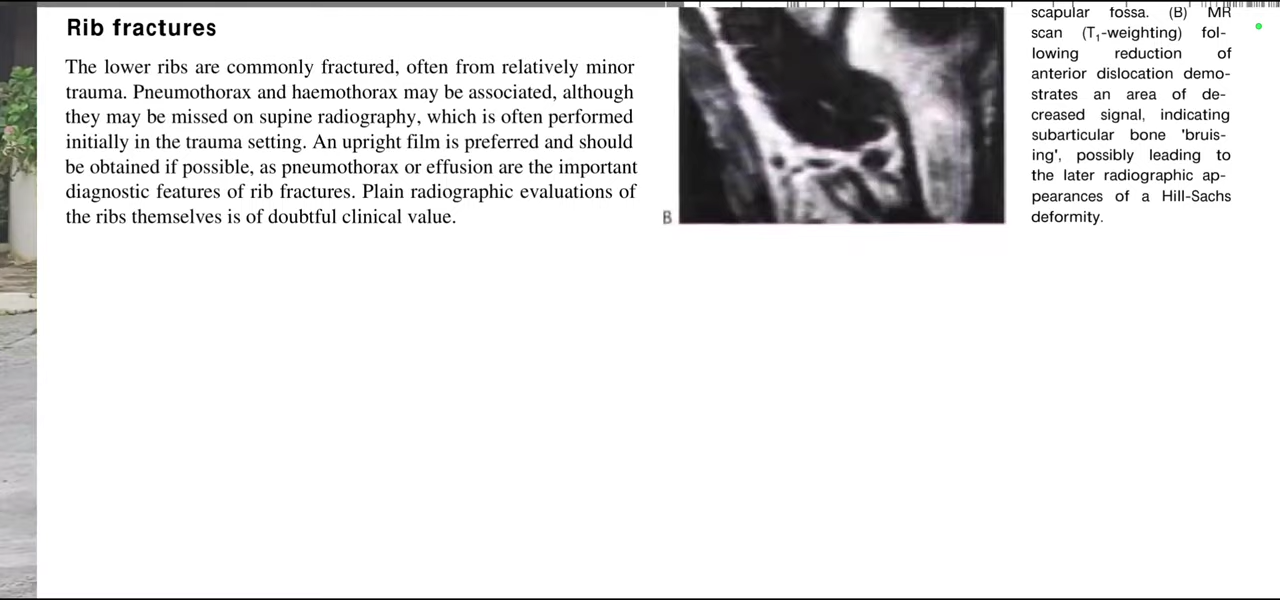 Rib fractures
The lower ribs are commonly fractured, often from relatively minor
trauma. Pneumothorax and haemothorax may be associated, although
they may be missed on supine radiography, which is often performed
initially in the trauma setting. An upright film is preferred and should
be obtained if possible, as pneumothorax or effusion are the important
diagnostic features of rib fractures. Plain radiographic evaluations of
the ribs themselves is of doubtful clinical value.
B
scapular fossa. (B) MR
scan (T₁-weighting) fol-
lowing reduction of
anterior dislocation demo-
strates an area of de-
creased signal, indicating
subarticular bone 'bruis-
ing', possibly leading to
the later radiographic ap-
pearances of a Hill-Sachs
deformity.